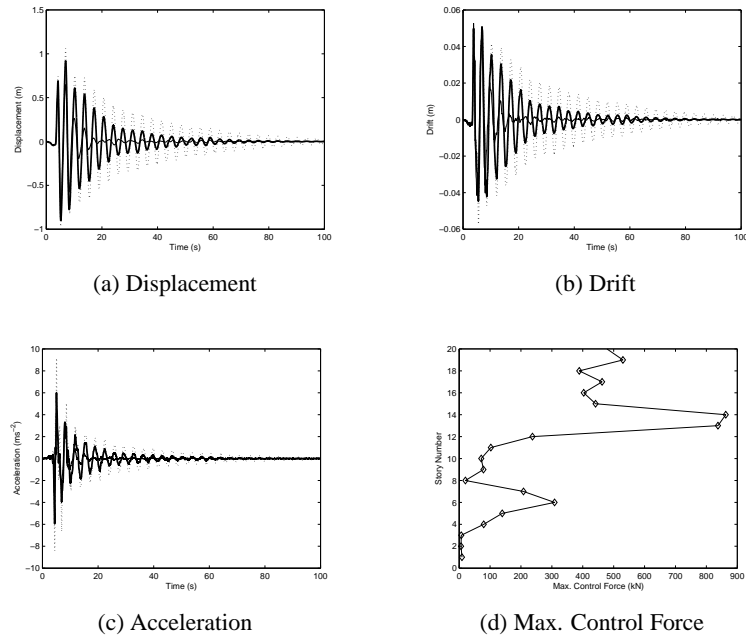 1.5
1
0.5
0
−0.5
−1
0 20 40 60 80 100
Time (s)
Displacement (m)
(a) Displacement
0.06
0.04
0.02
0
−0.02
−0.04
−0.06
0 20 40 60 80 100
Time (s)
Drift (m)
(b) Drift
10
8
6
4
2
0
−2
−4
−6
−8
−10
0 20 40 60 80 100
Time (s)
Acceleration (ms⁻²)
(c) Acceleration
20
18
16
14
12
10
8
6
4
2
0
0 100 200 300 400 500 600 700 800 900
Max. Control Force (kN)
Story Number
(d) Max. Control Force